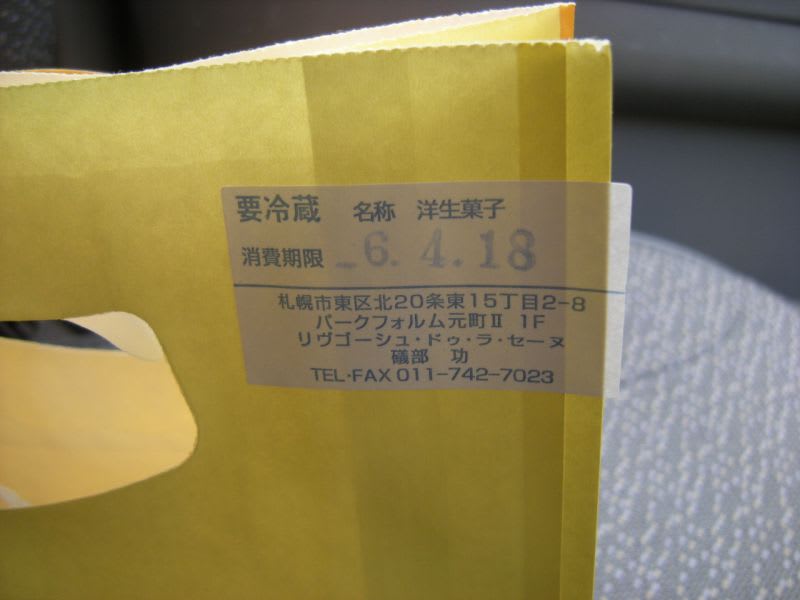 要冷蔵 名称 洋生菓子
消費期限 _6.4.18
札幌市東区北20条東15丁目2-8
パークフォルム元町Ⅱ 1F
リヴゴーシュ・ドゥ・ラ・セーヌ
礒部 功
TEL・FAX 011-742-7023